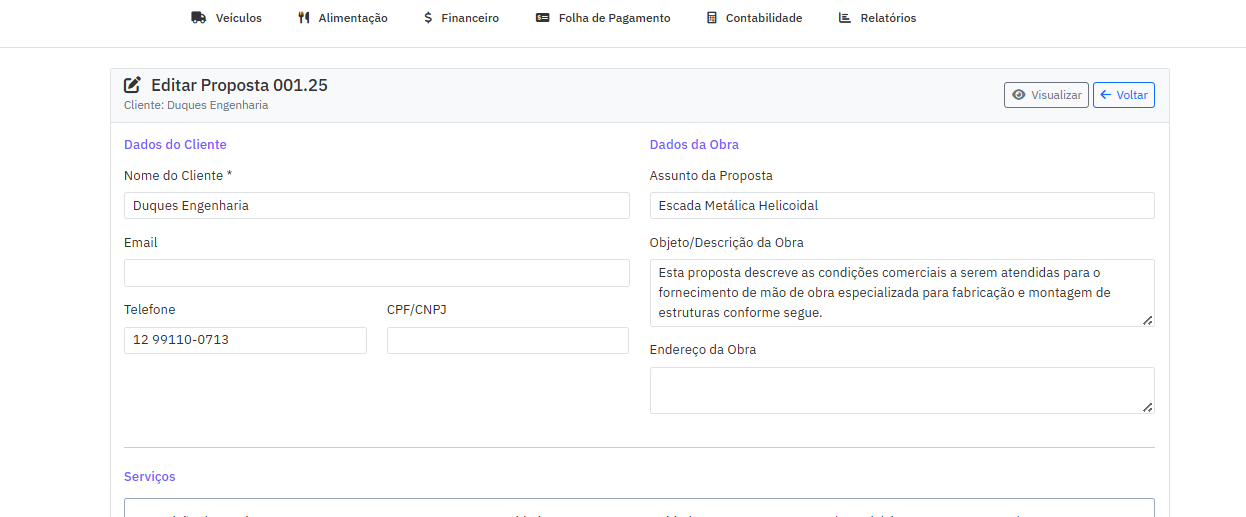 Veículos
Alimentação
Financeiro
Folha de Pagamento
Contabilidade
Relatórios
Editar Proposta 001.25
Cliente: Duques Engenharia
Visualizar
Voltar
Dados do Cliente
Nome do Cliente *
Duques Engenharia
Email
Telefone
CPF/CNPJ
12 99110-0713
Dados da Obra
Assunto da Proposta
Escada Metálica Helicoidal
Objeto/Descrição da Obra
Esta proposta descreve as condições comerciais a serem atendidas para o
fornecimento de mão de obra especializada para fabricação e montagem de
estruturas conforme segue.
Endereço da Obra
Serviços